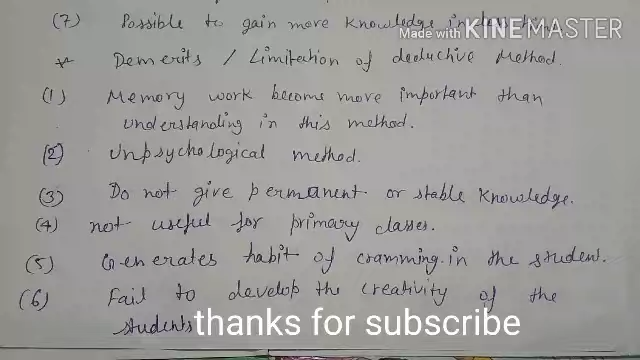 (7) Possible to gain more knowledge in less time.
Made with KINEMASTER
* Demerits / Limitation of deductive Method.
(1) Memory work become more important than
understanding in this method.
(2) Unpsychological method.
(3) Do not give permanent or stable Knowledge.
(4) not useful for primary classes.
(5) Generates habit of cramming in the student.
(6) Fail to develop the creativity of the
students
thanks for subscribe